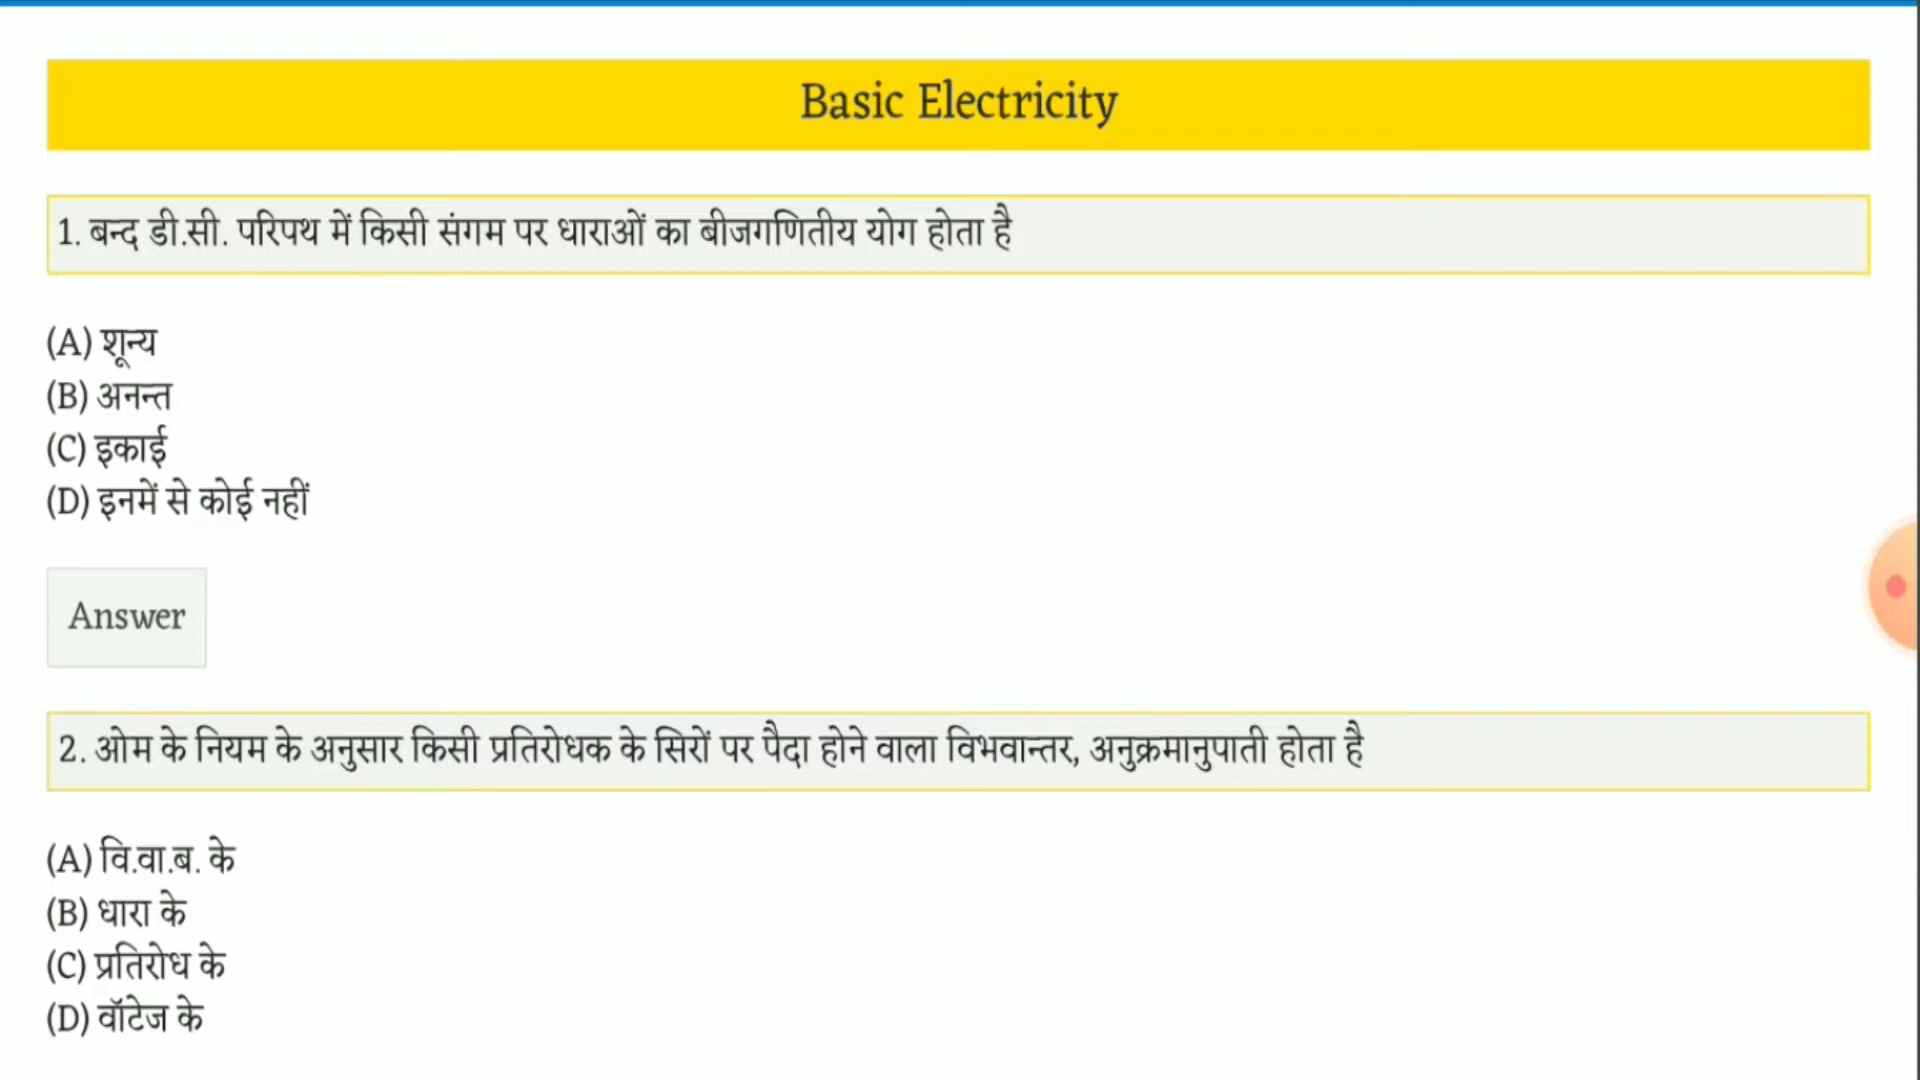 Basic Electricity
1. बन्द डी.सी. परिपथ में किसी संगम पर धाराओं का बीजगणितीय योग होता है
(A) शून्य
(B) अनन्त
(C) इकाई
(D) इनमें से कोई नहीं
Answer
2. ओम के नियम के अनुसार किसी प्रतिरोधक के सिरों पर पैदा होने वाला विभवान्तर, अनुक्रमानुपाती होता है
(A) वि.वा.ब. के
(B) धारा के
(C) प्रतिरोध के
(D) वॉटेज के